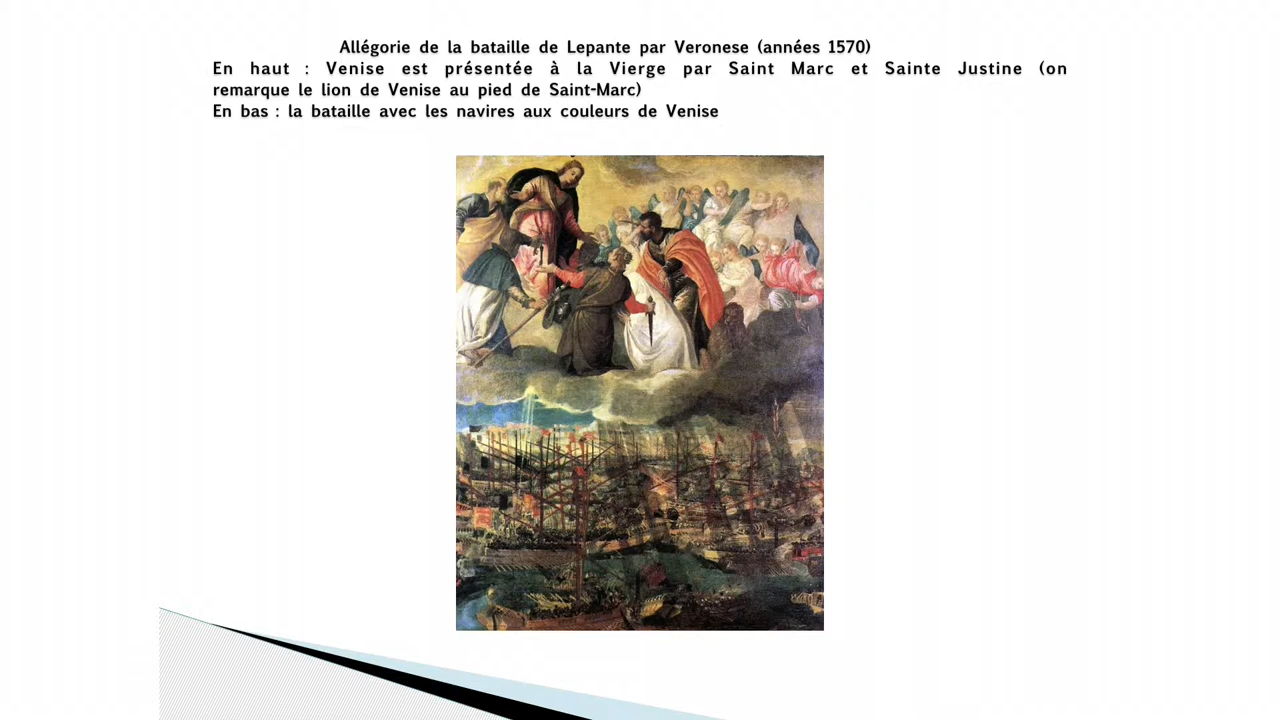 Allégorie de la bataille de Lepante par Veronese (années 1570)
En haut : Venise est présentée à la Vierge par Saint Marc et Sainte Justine (on
remarque le lion de Venise au pied de Saint-Marc)
En bas : la bataille avec les navires aux couleurs de Venise